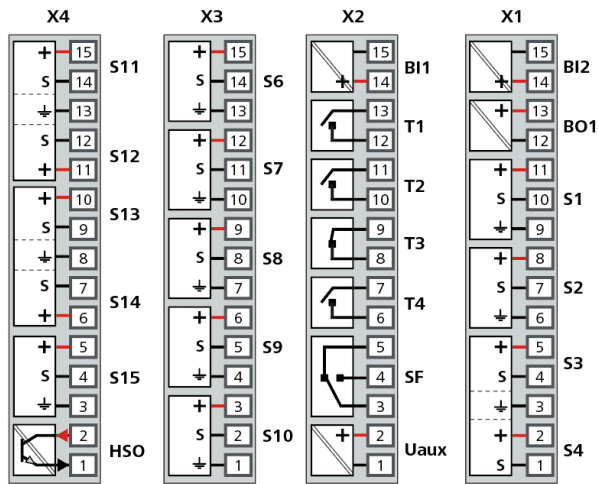 X4 X3 X2 X1
+ 15 S11 + 15 S6 15 BI1 15 BI2
S 14 S 14 + 14 + 14
13 13 13 T1 + 13 BO1
S 12 S12 + 12 S7 12 12
+ 11 S 11 11 T2 + 11 S1
+ 10 S13 10 10 S 10
S 9 + 9 S8 9 T3 9
8 S 8 8 + 8 S2
S 7 S14 7 7 T4 S 7
+ 6 + 6 S9 6 6
+ 5 S15 S 5 5 SF + 5 S3
S 4 4 4 S 4
3 + 3 S10 3 3
2 HSO S 2 + 2 Uaux + 2 S4
1 1 1 S 1